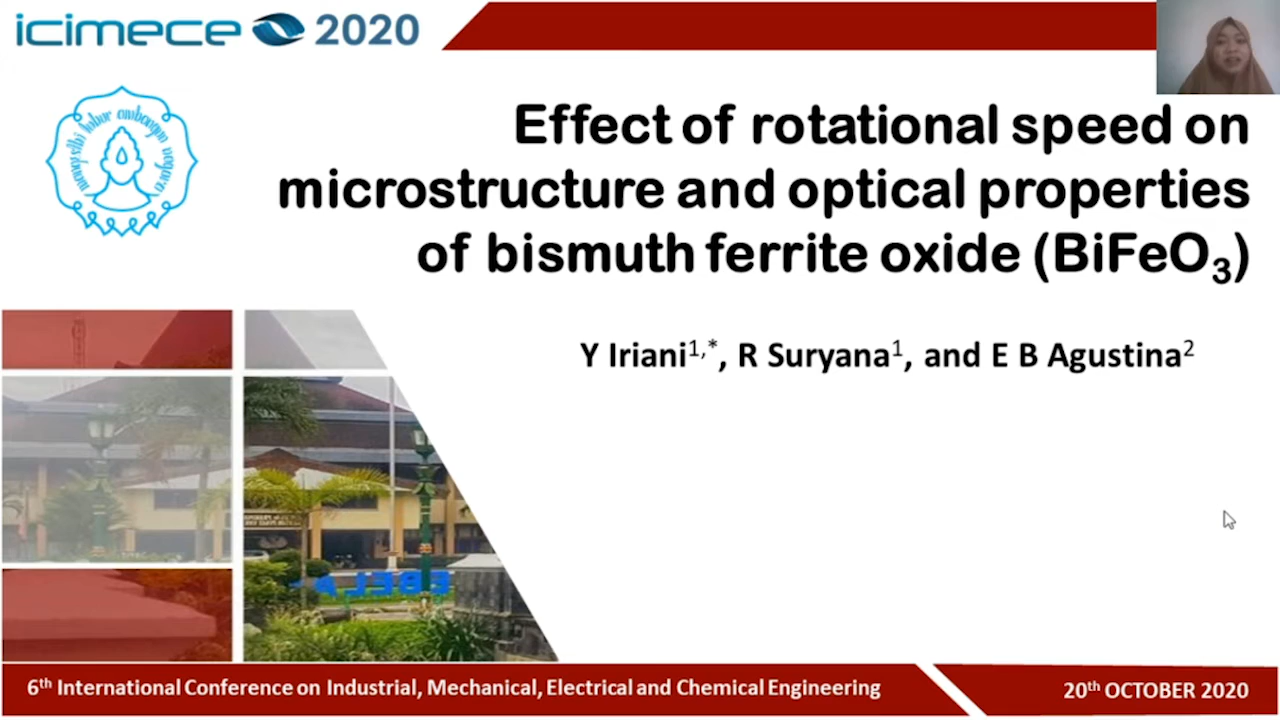 icimece 2020
Effect of rotational speed on
microstructure and optical properties
of bismuth ferrite oxide (BiFeO₃)
Y Iriani¹,*, R Suryana¹, and E B Agustina²
6th International Conference on Industrial, Mechanical, Electrical and Chemical Engineering
20th OCTOBER 2020